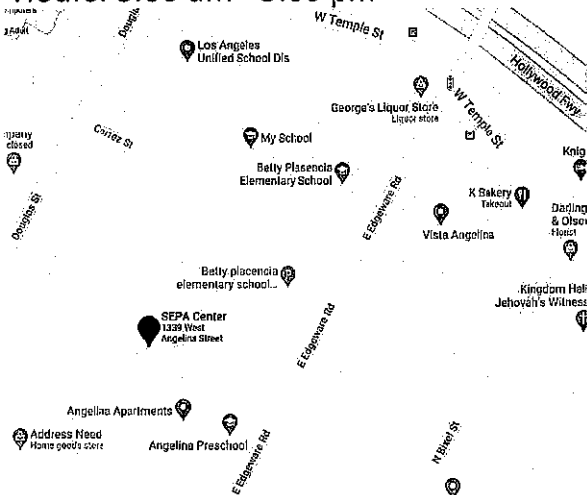 W Temple St
Los Angeles
Unified School Dis
Hollywood Fwy
George's Liquor Store
Liquor store
W Temple St
Cortez St
My School
closed
Betty Plasencia
Elementary School
Knig
K Bakery
Takeout
Darling
& Olsow
Florist
Douglas St
E Edgeware Rd
Vista Angelina
Betty placencia
elementary school...
Kingdom Hall
Jehovah's Witness
SEPA Center
1339 West
Angelina Street
E Edgeware Rd
Angelina Apartments
Address Need
Home goods store
Angelina Preschool
E Edgeware Rd
N Bixel St